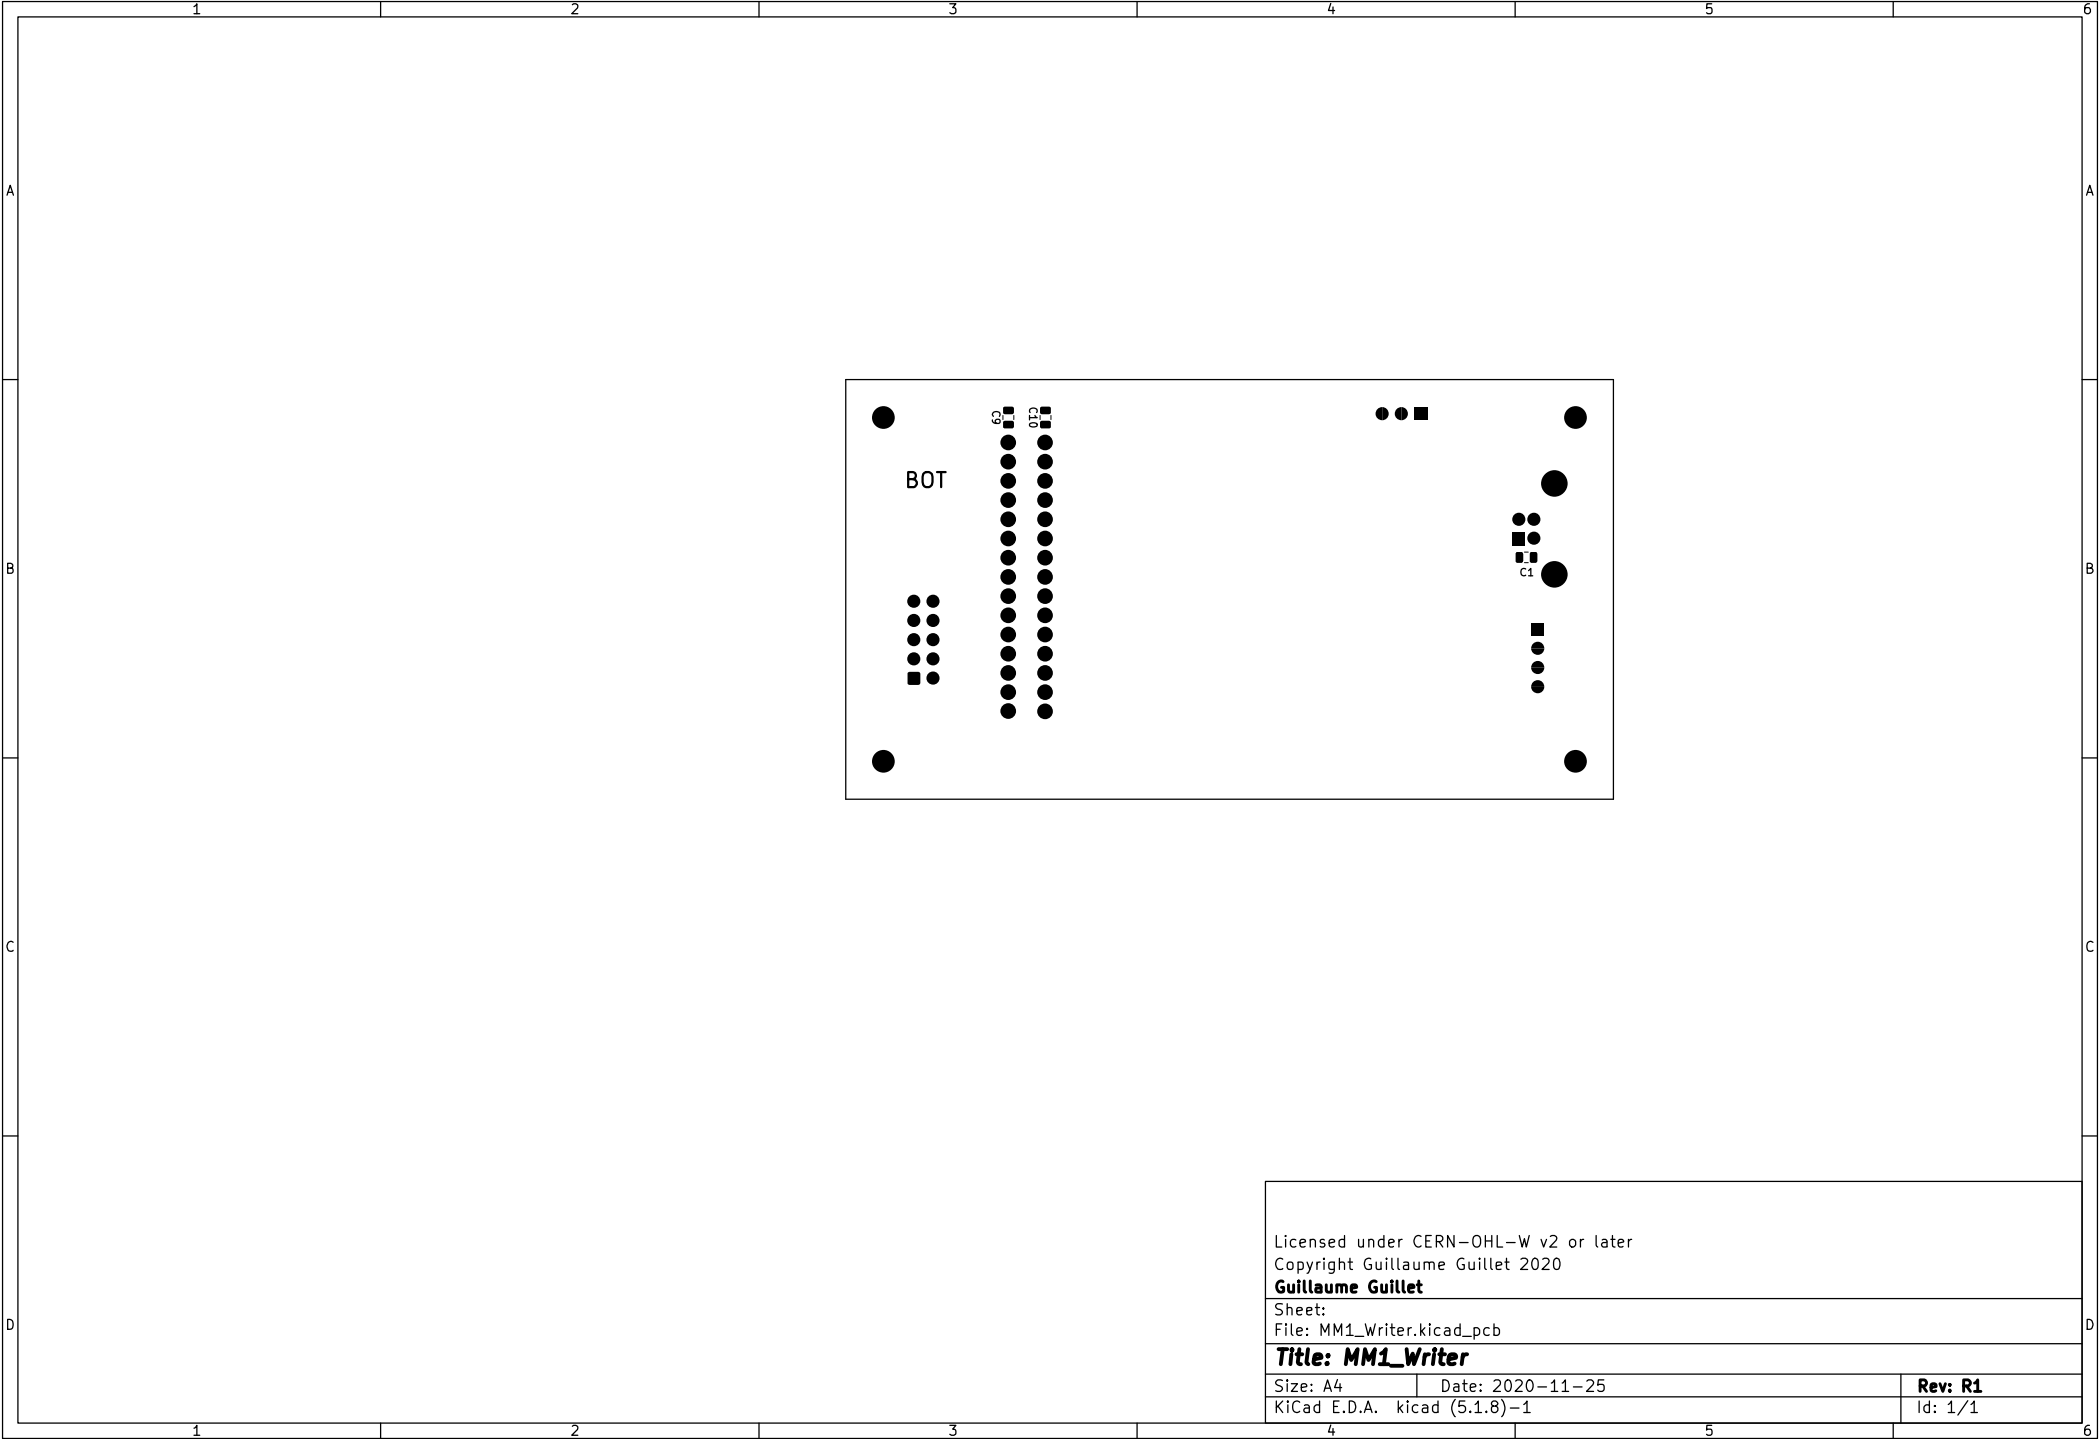 1 2 3 4 5 6
A A
C9 C10
BOT
B B
C1
C C
Licensed under CERN-OHL-W v2 or later
Copyright Guillaume Guillet 2020
Guillaume Guillet
Sheet:
D D
File: MM1_Writer.kicad_pcb
Title: MM1_Writer
Size: A4 Date: 2020-11-25 Rev: R1
KiCad E.D.A. kicad (5.1.8)-1 Id: 1/1
1 2 3 4 5 6